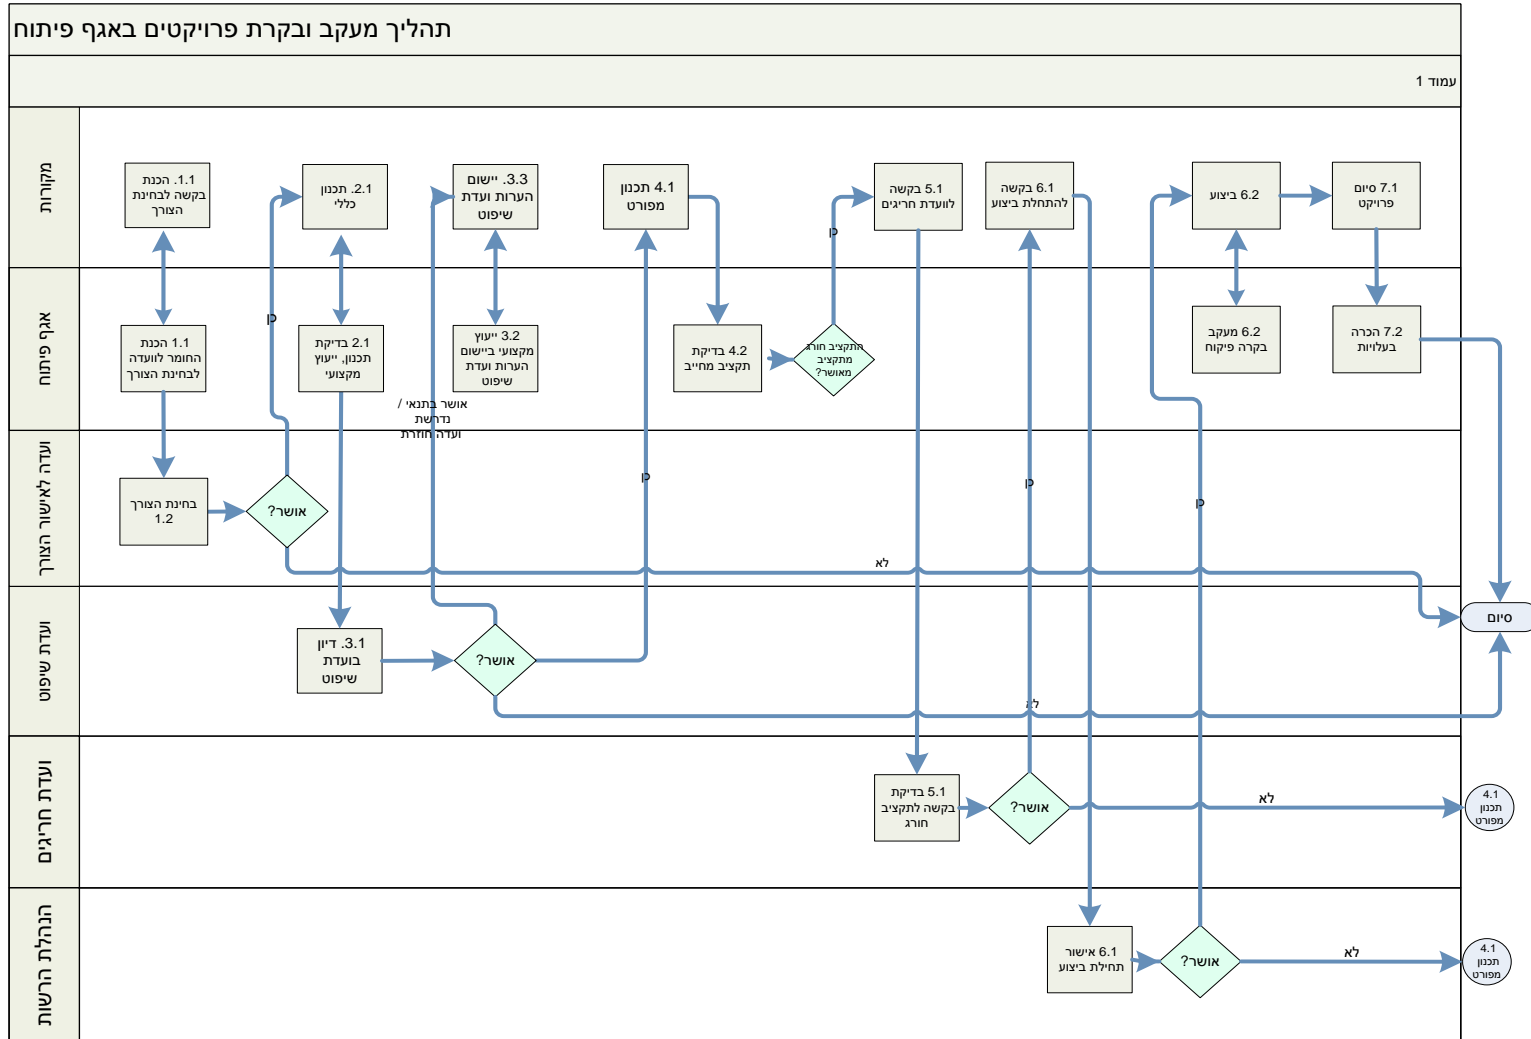 תהליך מעקב ובקרת פרויקטים באגף פיתוח
עמוד 1
מקורות
1.1. הכנת
בקשה לבחינת
הצורך
2.1. תכנון
כללי
3.3. יישום
הערות ועדת
שיפוט
4.1 תכנון
מפורט
כן
5.1 בקשה
לוועדת חריגים
6.1 בקשה
להתחלת ביצוע
6.2 ביצוע
7.1 סיום
פרויקט
אגף פיתוח
1.1 הכנת
החומר לוועדה
לבחינת הצורך
כן
2.1 בדיקת
תכנון, ייעוץ
מקצועי
3.2 ייעוץ
מקצועי ביישום
הערות ועדת
שיפוט
אושר בתנאי /
נדרשת
ועדה חוזרת
4.2 בדיקת
תקציב מחייב
התקציב חורג
מתקציב
מאושר?
6.2 מעקב
בקרה פיקוח
7.2 הכרה
בעלויות
ועדה לאישור הצורך
בחינת הצורך
1.2
אושר?
כן
כן
כן
לא
ועדת שיפוט
3.1. דיון
בועדת
שיפוט
אושר?
לא
סיום
ועדת חריגים
5.1 בדיקת
בקשה לתקציב
חורג
אושר?
לא
4.1
תכנון
מפורט
הנהלת הרשות
6.1 אישור
תחילת ביצוע
אושר?
לא
4.1
תכנון
מפורט